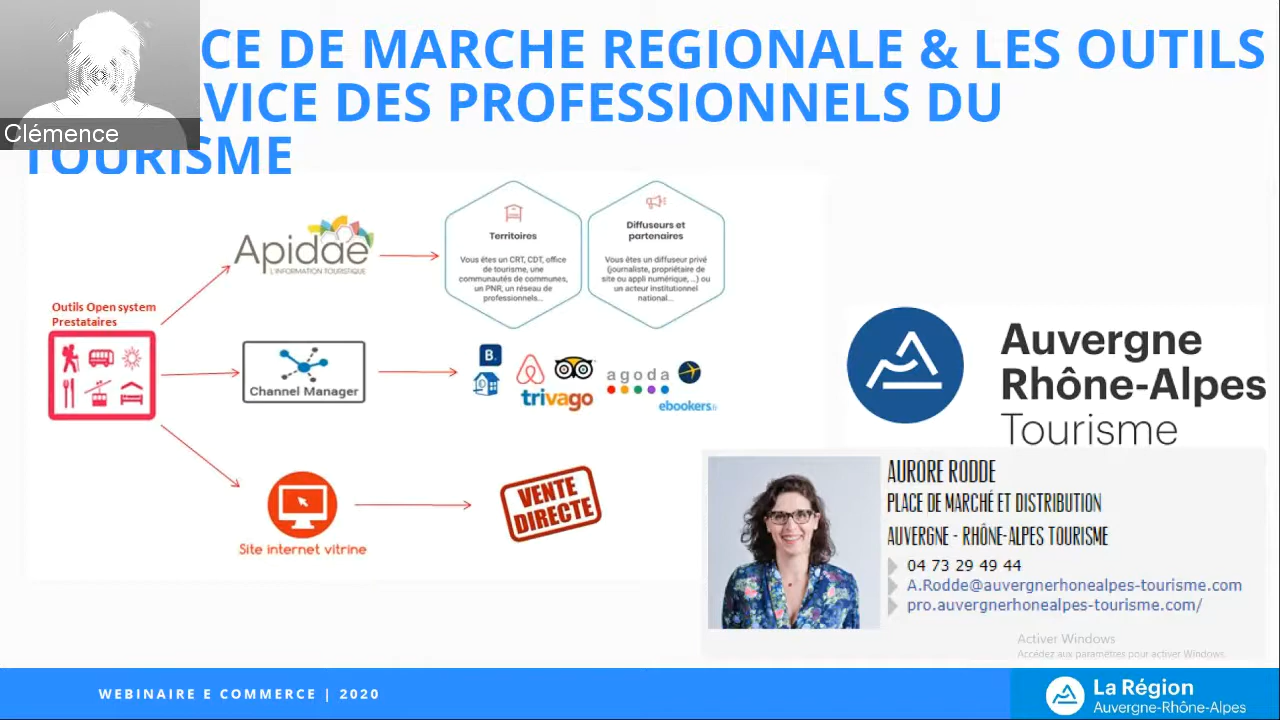 Clémence
CE DE MARCHE REGIONALE & LES OUTILS
VICE DES PROFESSIONNELS DU
TOURISME
Apidae
L'INFORMATION TOURISTIQUE
Territoires
Vous êtes un CRT, CDT, office
de tourisme, une
communautés de communes,
un PNR, un réseau de
professionnels...
Diffuseurs et
partenaires
Vous êtes un diffuseur privé
(journaliste, propriétaire de
site ou appli numérique, ...) ou
un acteur institutionnel
national...
Outils Open system
Prestataires
Channel Manager
B.
trivago
agoda
ebookers.fr
Site internet vitrine
VENTE
DIRECTE
Auvergne
Rhône-Alpes
Tourisme
AURORE RODDE
PLACE DE MARCHÉ ET DISTRIBUTION
AUVERGNE - RHÔNE-ALPES TOURISME
04 73 29 49 44
A.Rodde@auvergnerhonealpes-tourisme.com
pro.auvergnerhonealpes-tourisme.com/
Activer Windows
Accédez aux paramètres pour activer Windows.
WEBINAIRE E COMMERCE | 2020
La Région
Auvergne-Rhône-Alpes